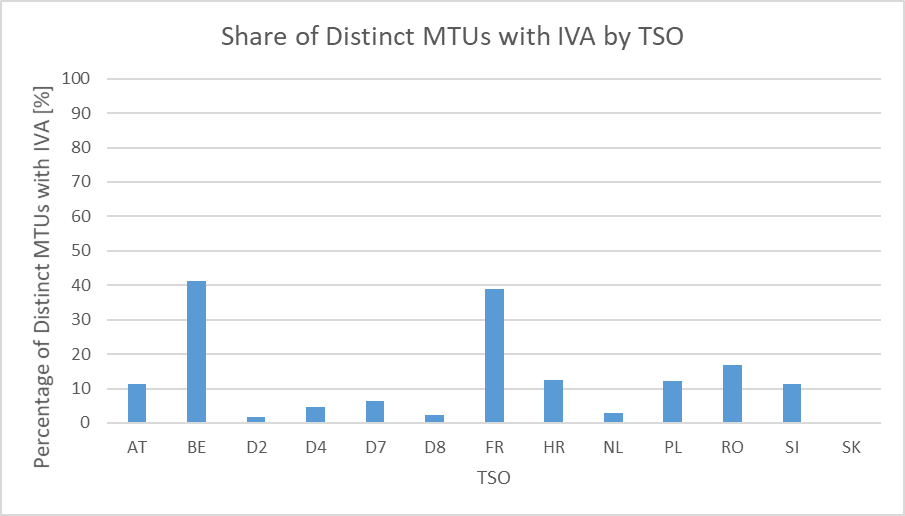 Share of Distinct MTUs with IVA by TSO
Percentage of Distinct MTUs with IVA [%]
100
90
80
70
60
50
40
30
20
10
0
AT BE D2 D4 D7 D8 FR HR NL PL RO SI SK
TSO